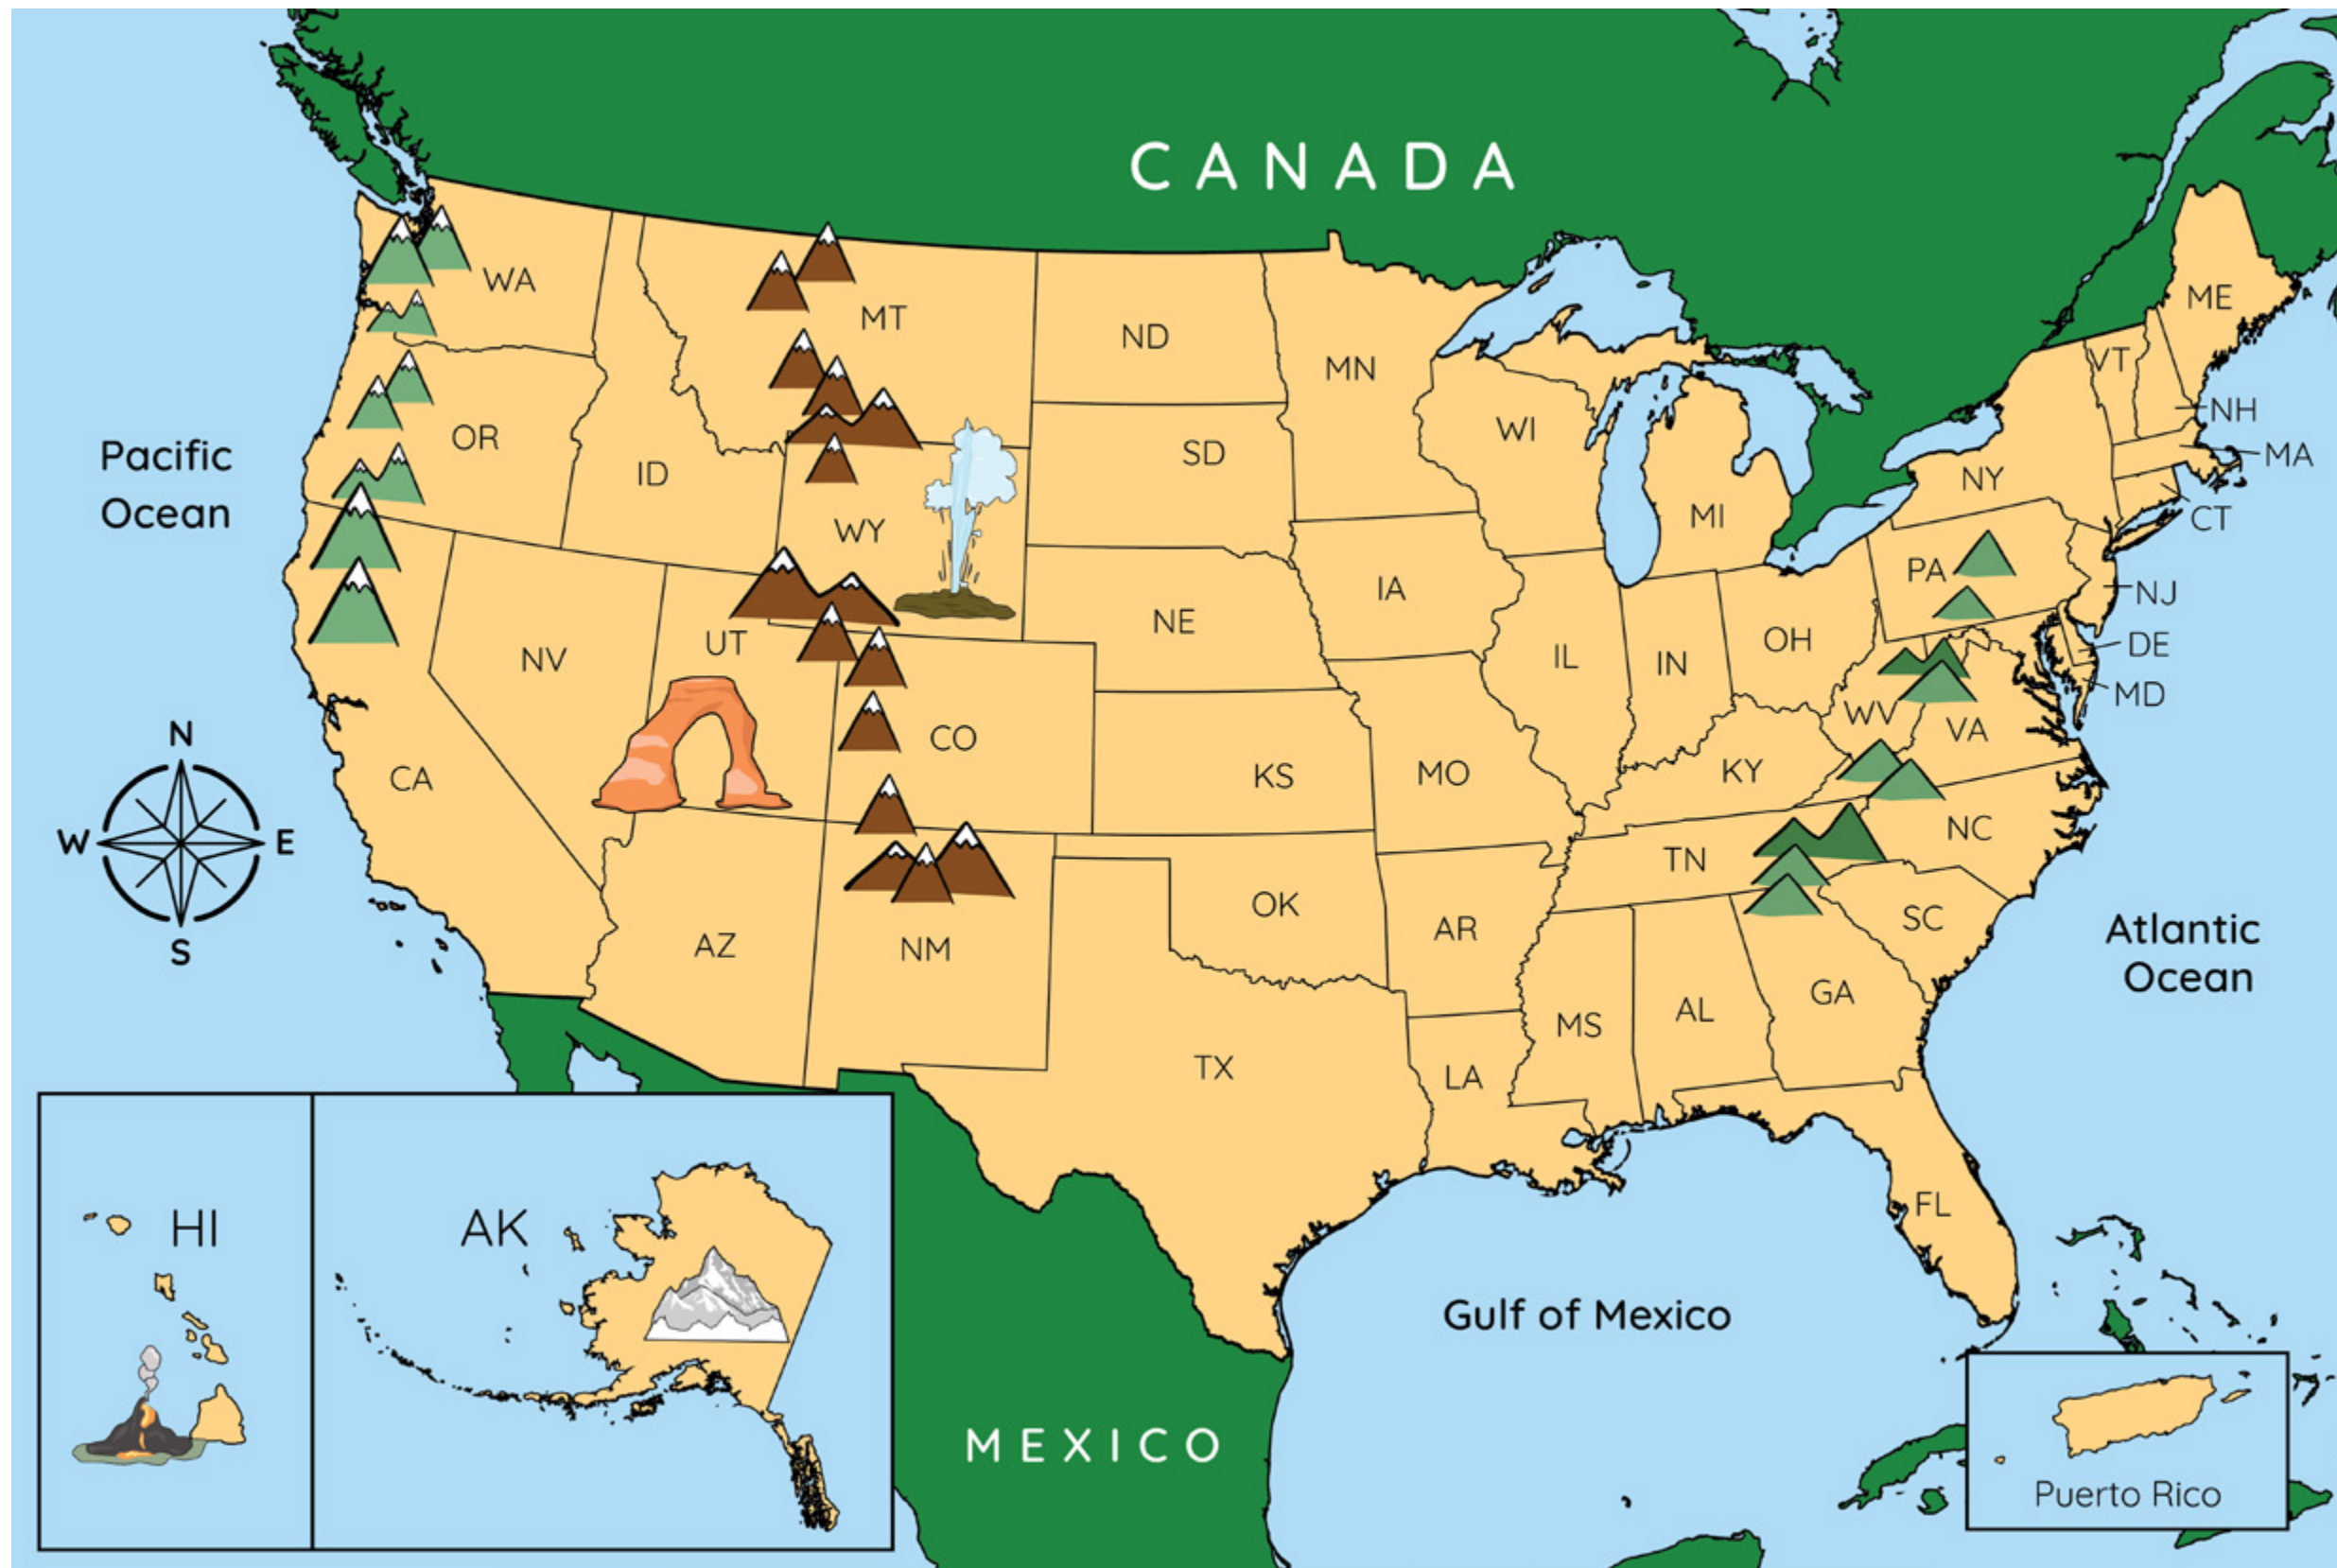 CANADA
WA
MT
ND
MN
ME
VT
NH
MA
OR
ID
SD
WI
NY
CT
Pacific
Ocean
WY
MI
PA
NJ
IA
NE
UT
NV
IL
IN
OH
DE
MD
WV
VA
N
W
E
S
CA
CO
KS
MO
KY
NC
TN
OK
AR
SC
AZ
NM
MS
AL
GA
Atlantic
Ocean
TX
LA
FL
HI
AK
Gulf of Mexico
MEXICO
Puerto Rico